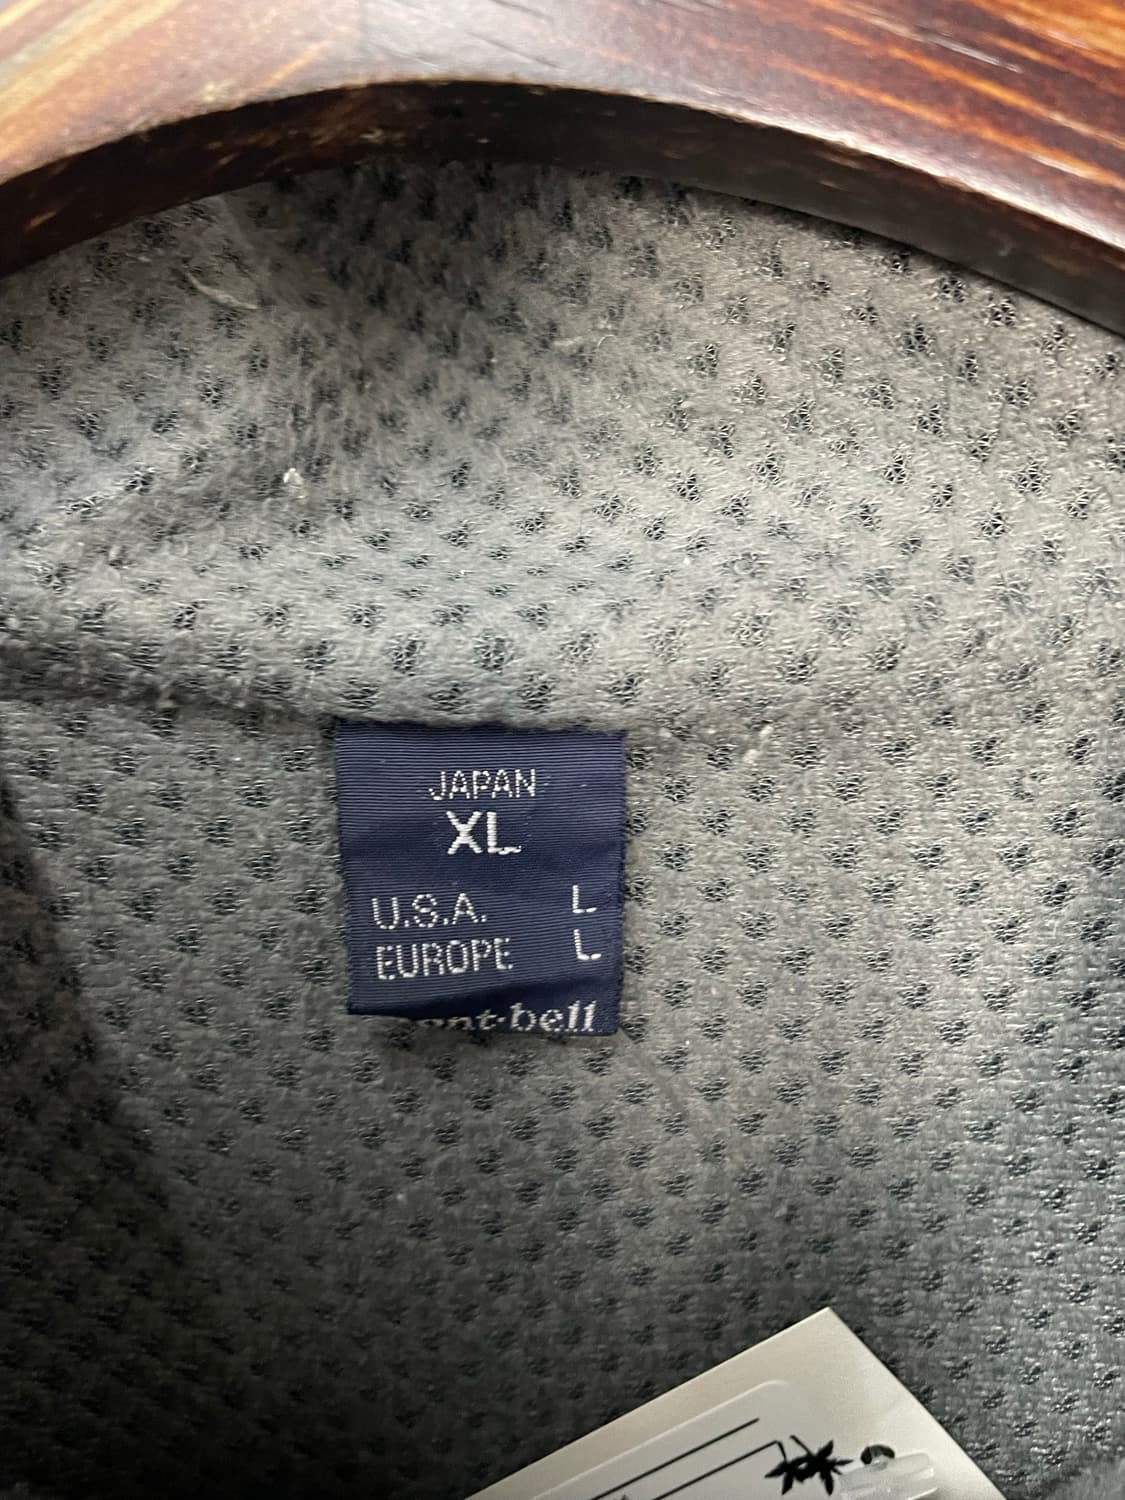 JAPAN
XL
U.S.A. L
EUROPE L
ont-bell